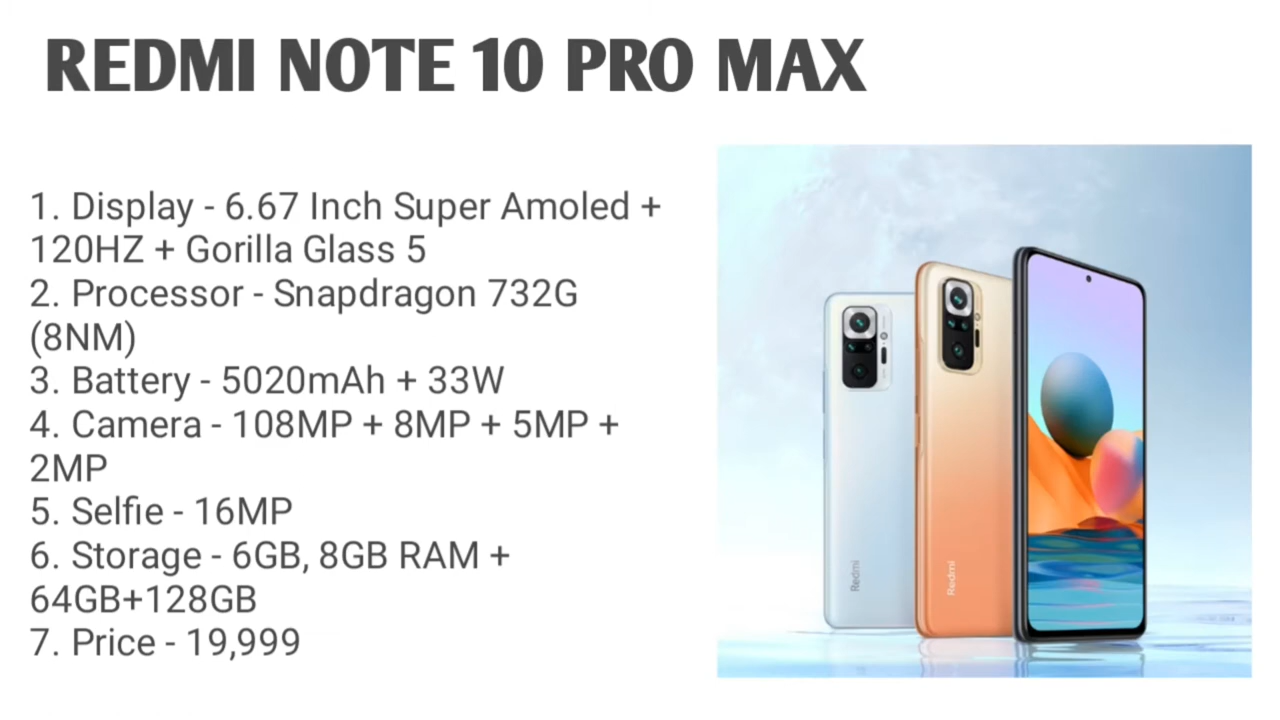 REDMI NOTE 10 PRO MAX
1. Display - 6.67 Inch Super Amoled +
120HZ + Gorilla Glass 5
2. Processor - Snapdragon 732G
(8NM)
3. Battery - 5020mAh + 33W
4. Camera - 108MP + 8MP + 5MP +
2MP
5. Selfie - 16MP
6. Storage - 6GB, 8GB RAM +
64GB+128GB
7. Price - 19,999
Redmi
Redmi